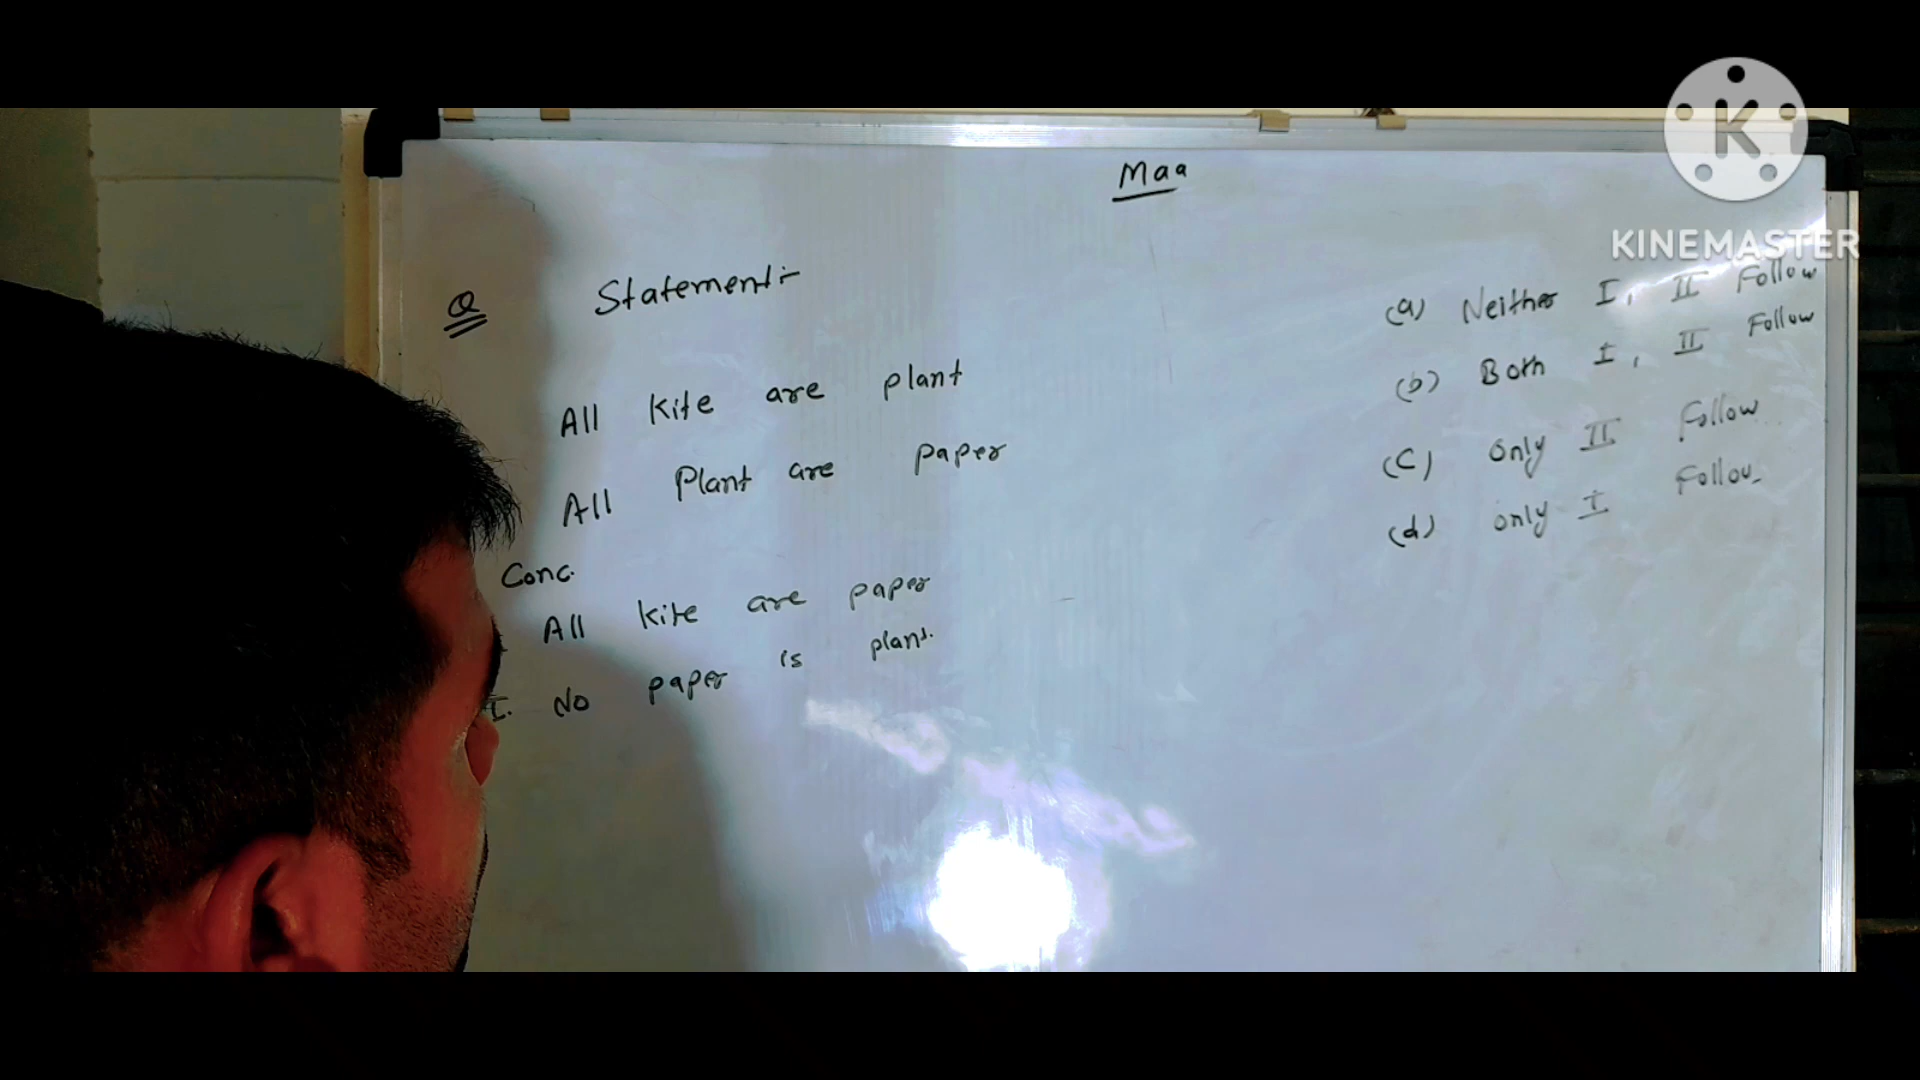 Maa
Q Statement:-
All kite are plant
All Plant are paper
Conc.
All kite are paper
I. No paper is plant.
(a) Neither I, II Follow
(b) Both I, II Follow
(c) only II Follow
(d) only I Follow
K
KINEMASTER